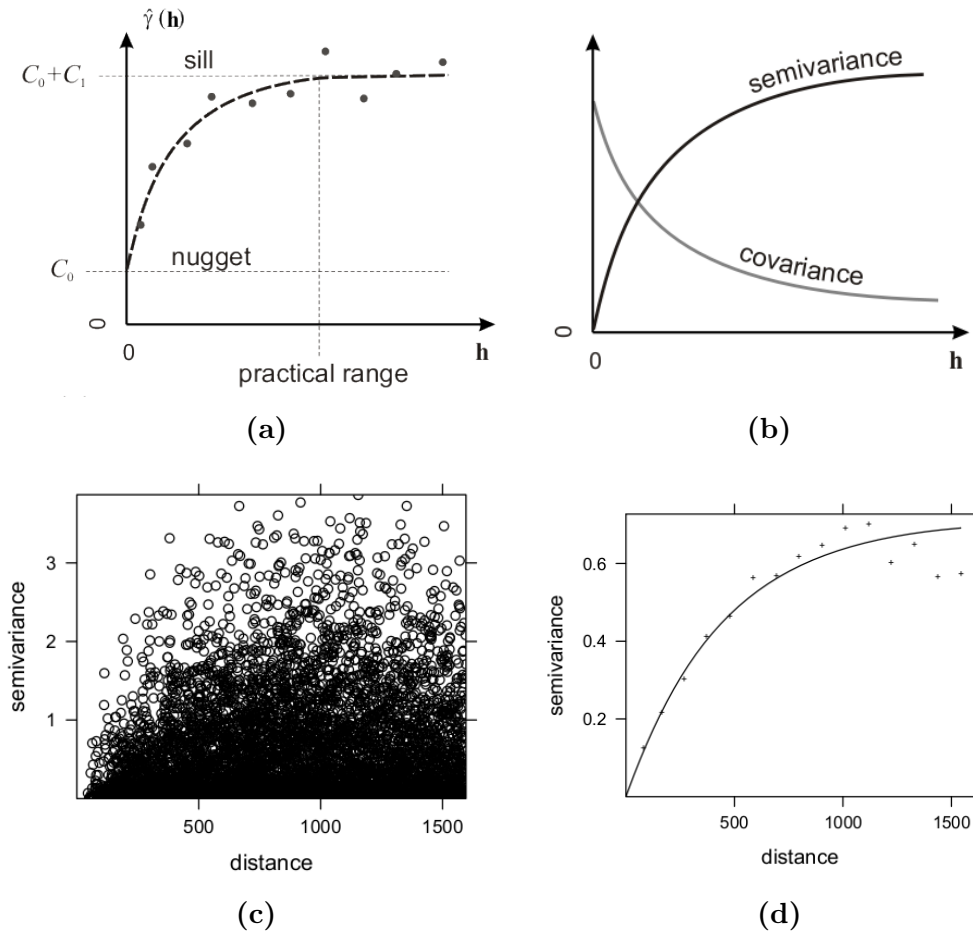 γ̂(h)
sill
C₀+C₁
nugget
C₀
0
0
h
practical range
(a)
semivariance
covariance
0
0
h
(b)
3
2
1
semivariance
500 1000 1500
distance
(c)
0.6
0.4
0.2
semivariance
500 1000 1500
distance
(d)